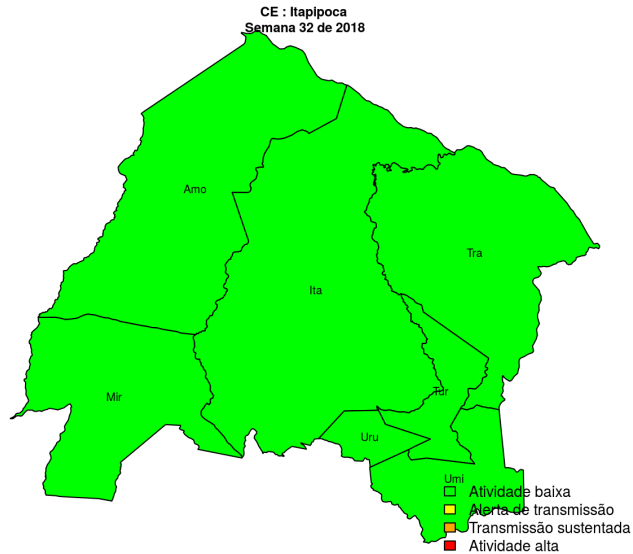 CE : Itapipoca
Semana 32 de 2018
Amo
Tra
Ita
Tur
Mir
Uru
Umi
Atividade baixa
Alerta de transmissão
Transmissão sustentada
Atividade alta